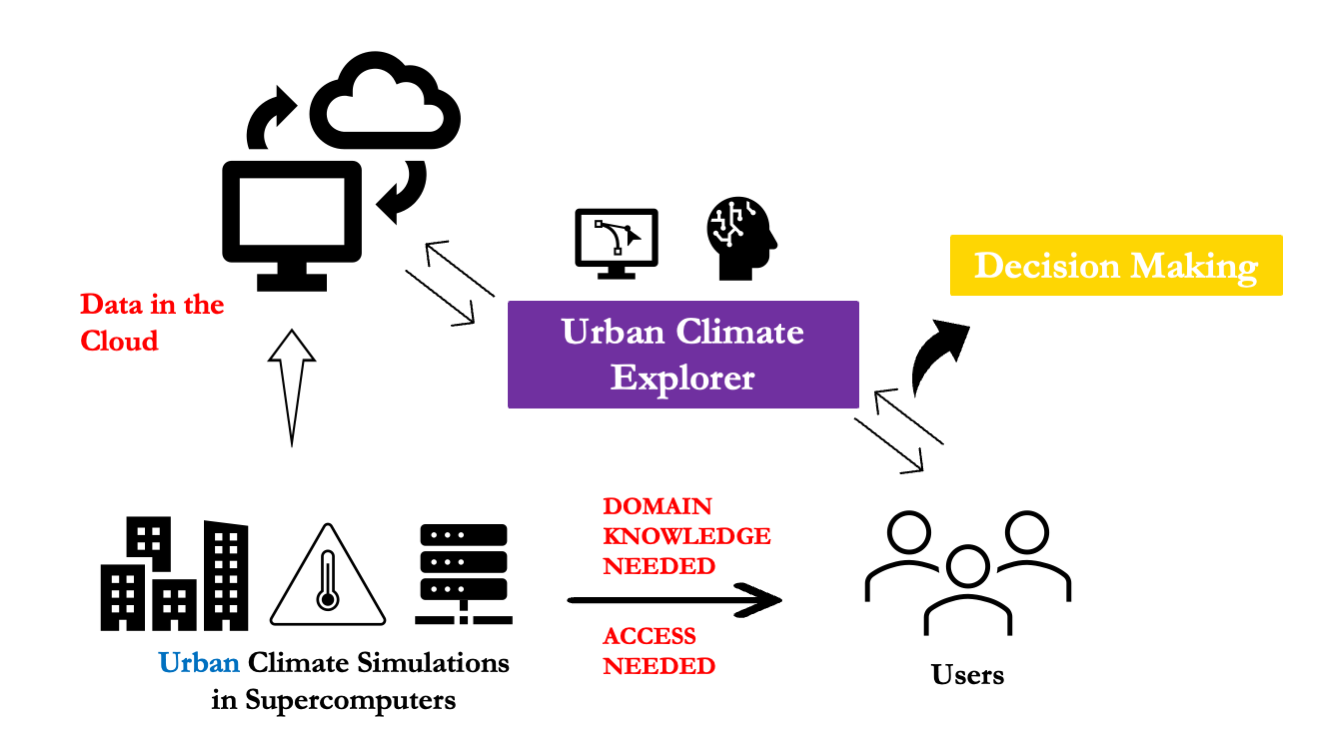 Decision Making
Data in the
Cloud
Urban Climate
Explorer
DOMAIN
KNOWLEDGE
NEEDED
ACCESS
NEEDED
Urban Climate Simulations
in Supercomputers
Users